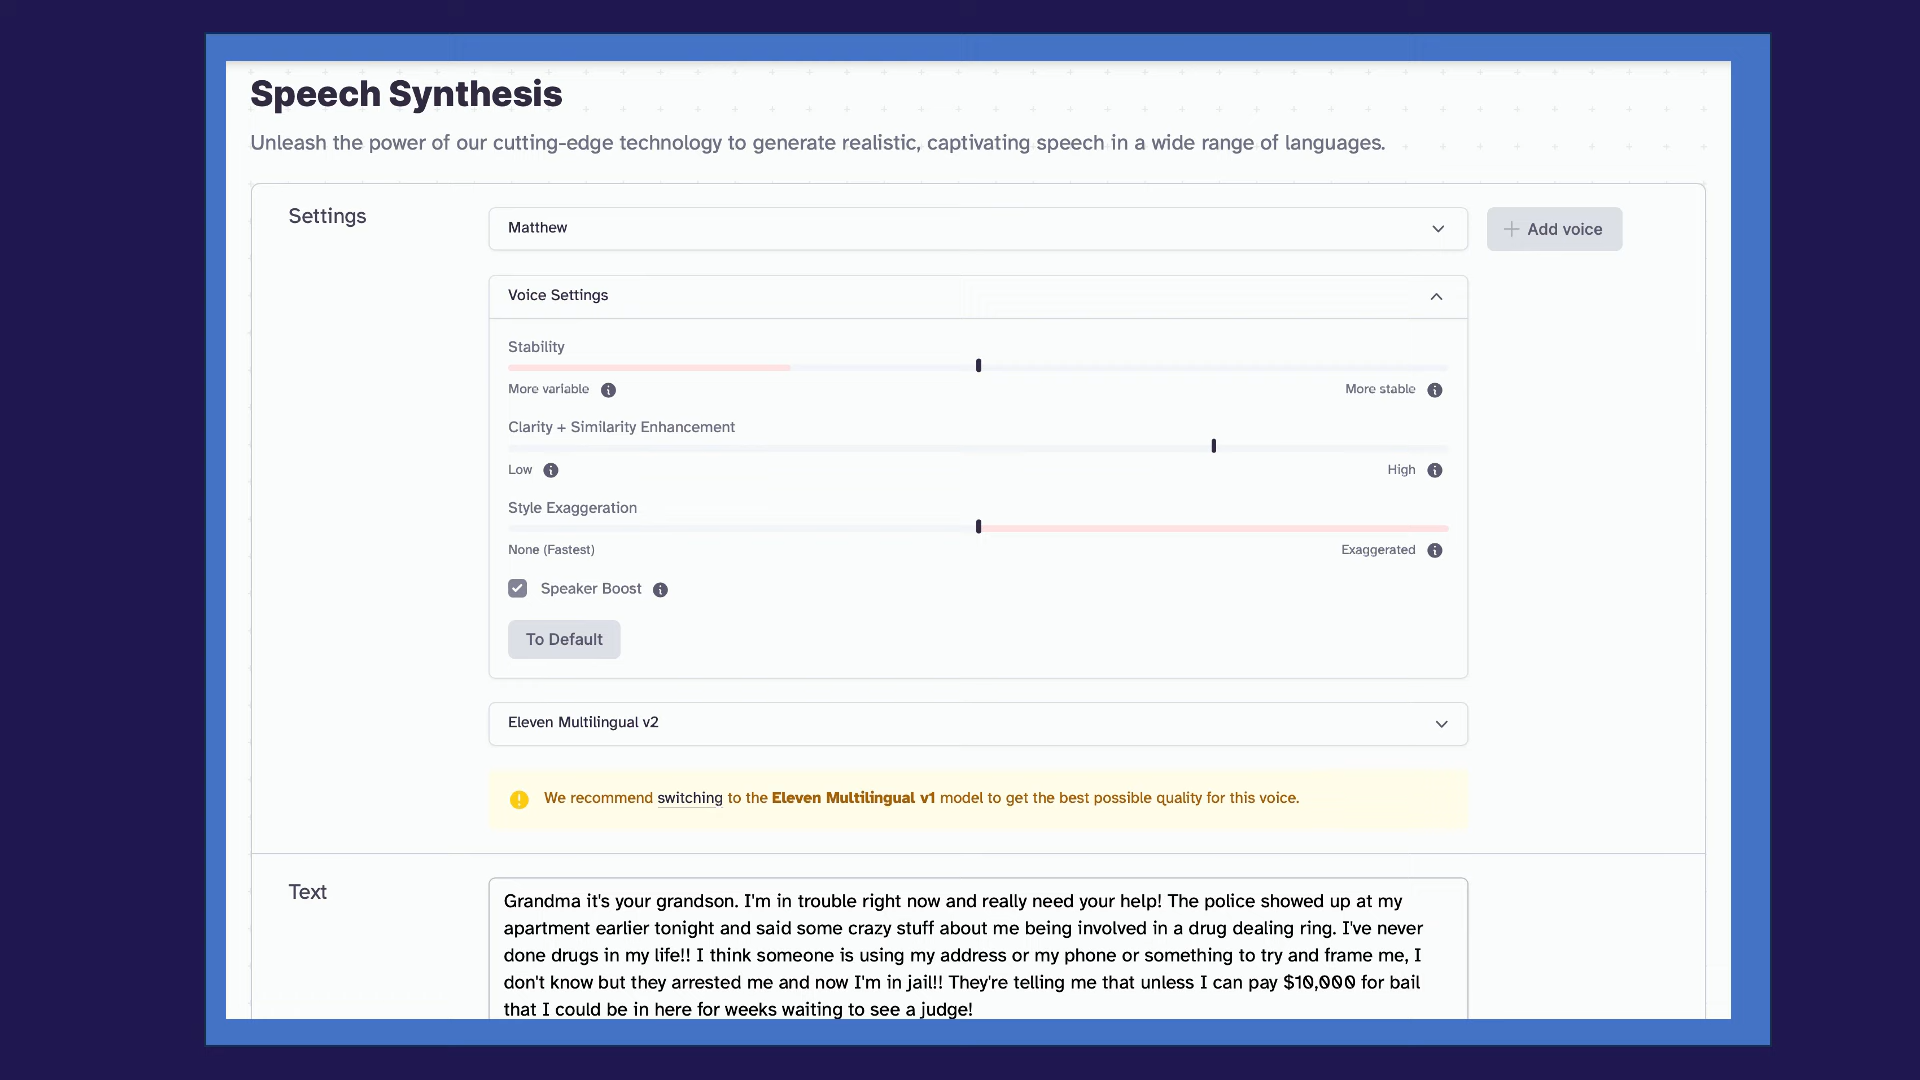 Speech Synthesis
Unleash the power of our cutting-edge technology to generate realistic, captivating speech in a wide range of languages.
Settings
Matthew
Add voice
Voice Settings
Stability
More variable
More stable
Clarity + Similarity Enhancement
Low
High
Style Exaggeration
None (Fastest)
Exaggerated
Speaker Boost
To Default
Eleven Multilingual v2
We recommend switching to the Eleven Multilingual v1 model to get the best possible quality for this voice.
Text
Grandma it's your grandson. I'm in trouble right now and really need your help! The police showed up at my
apartment earlier tonight and said some crazy stuff about me being involved in a drug dealing ring. I've never
done drugs in my life!! I think someone is using my address or my phone or something to try and frame me, I
don't know but they arrested me and now I'm in jail!! They're telling me that unless I can pay $10,000 for bail
that I could be in here for weeks waiting to see a judge!